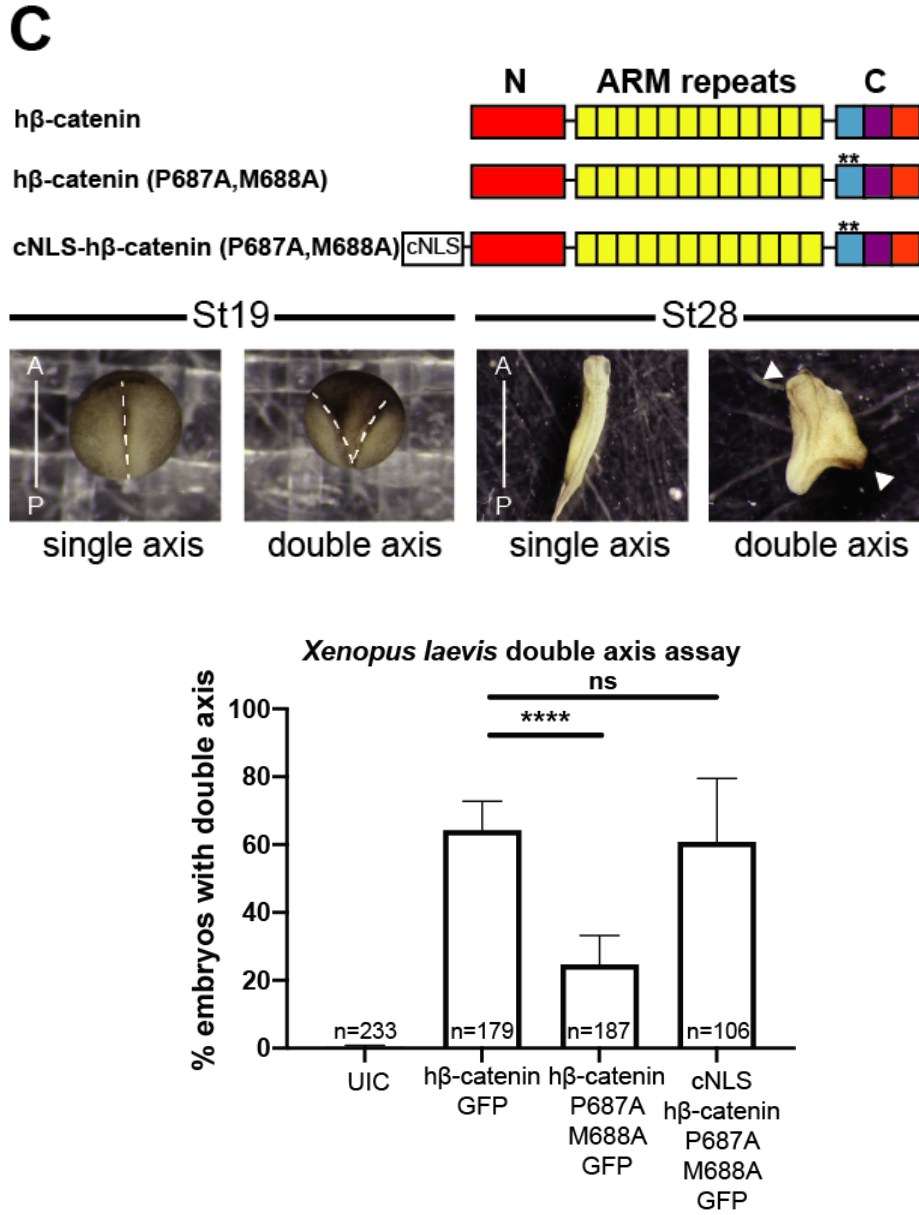 C
N ARM repeats C
hβ-catenin
**
hβ-catenin (P687A,M688A)
**
cNLS-hβ-catenin (P687A,M688A) cNLS
St19 St28
A A
P P
single axis double axis single axis double axis
Xenopus laevis double axis assay
ns
****
% embryos with double axis
100
80
60
40
20
0
n=233 n=179 n=187 n=106
UIC
hβ-catenin
GFP
hβ-catenin
P687A
M688A
GFP
cNLS
hβ-catenin
P687A
M688A
GFP